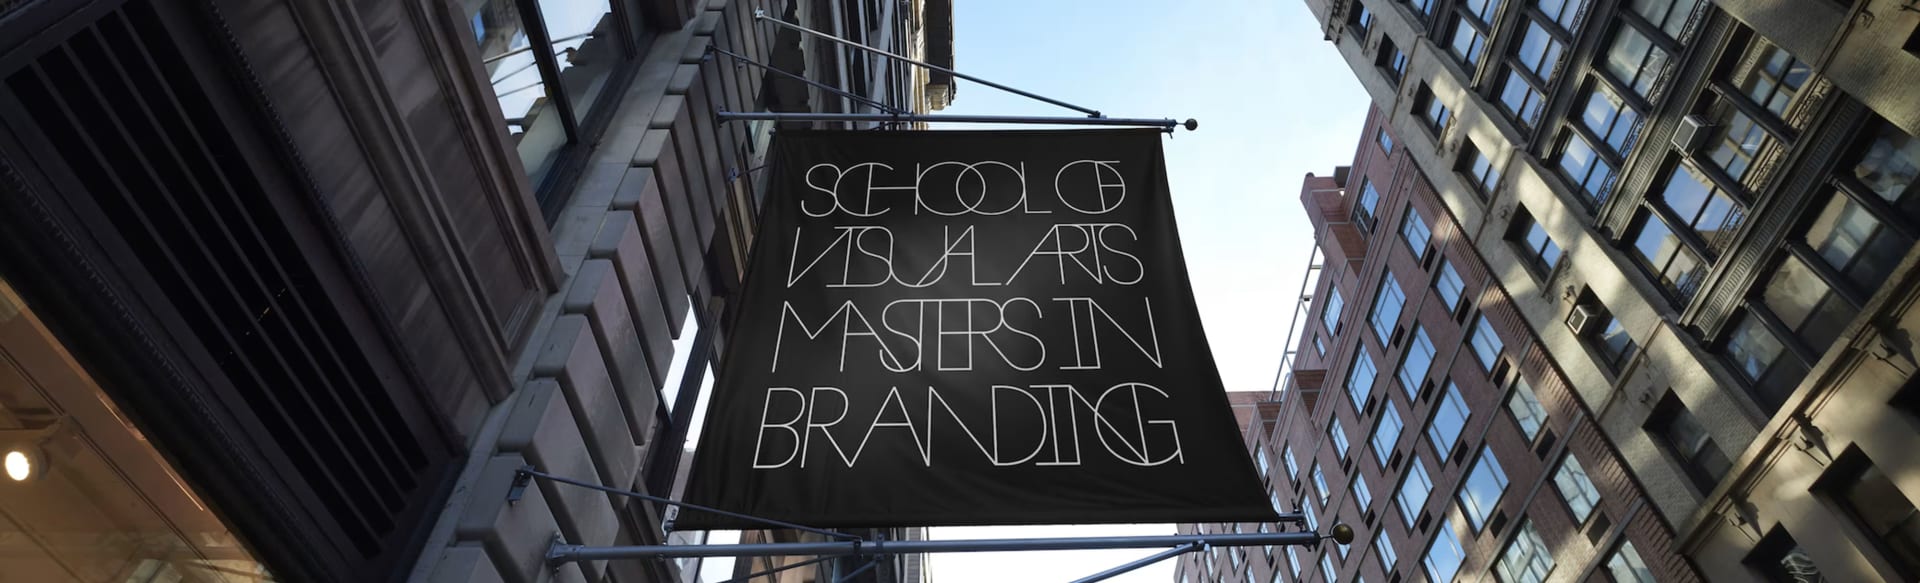 SCHOOL OF
VISUAL ARTS
MASTERS IN
BRANDING